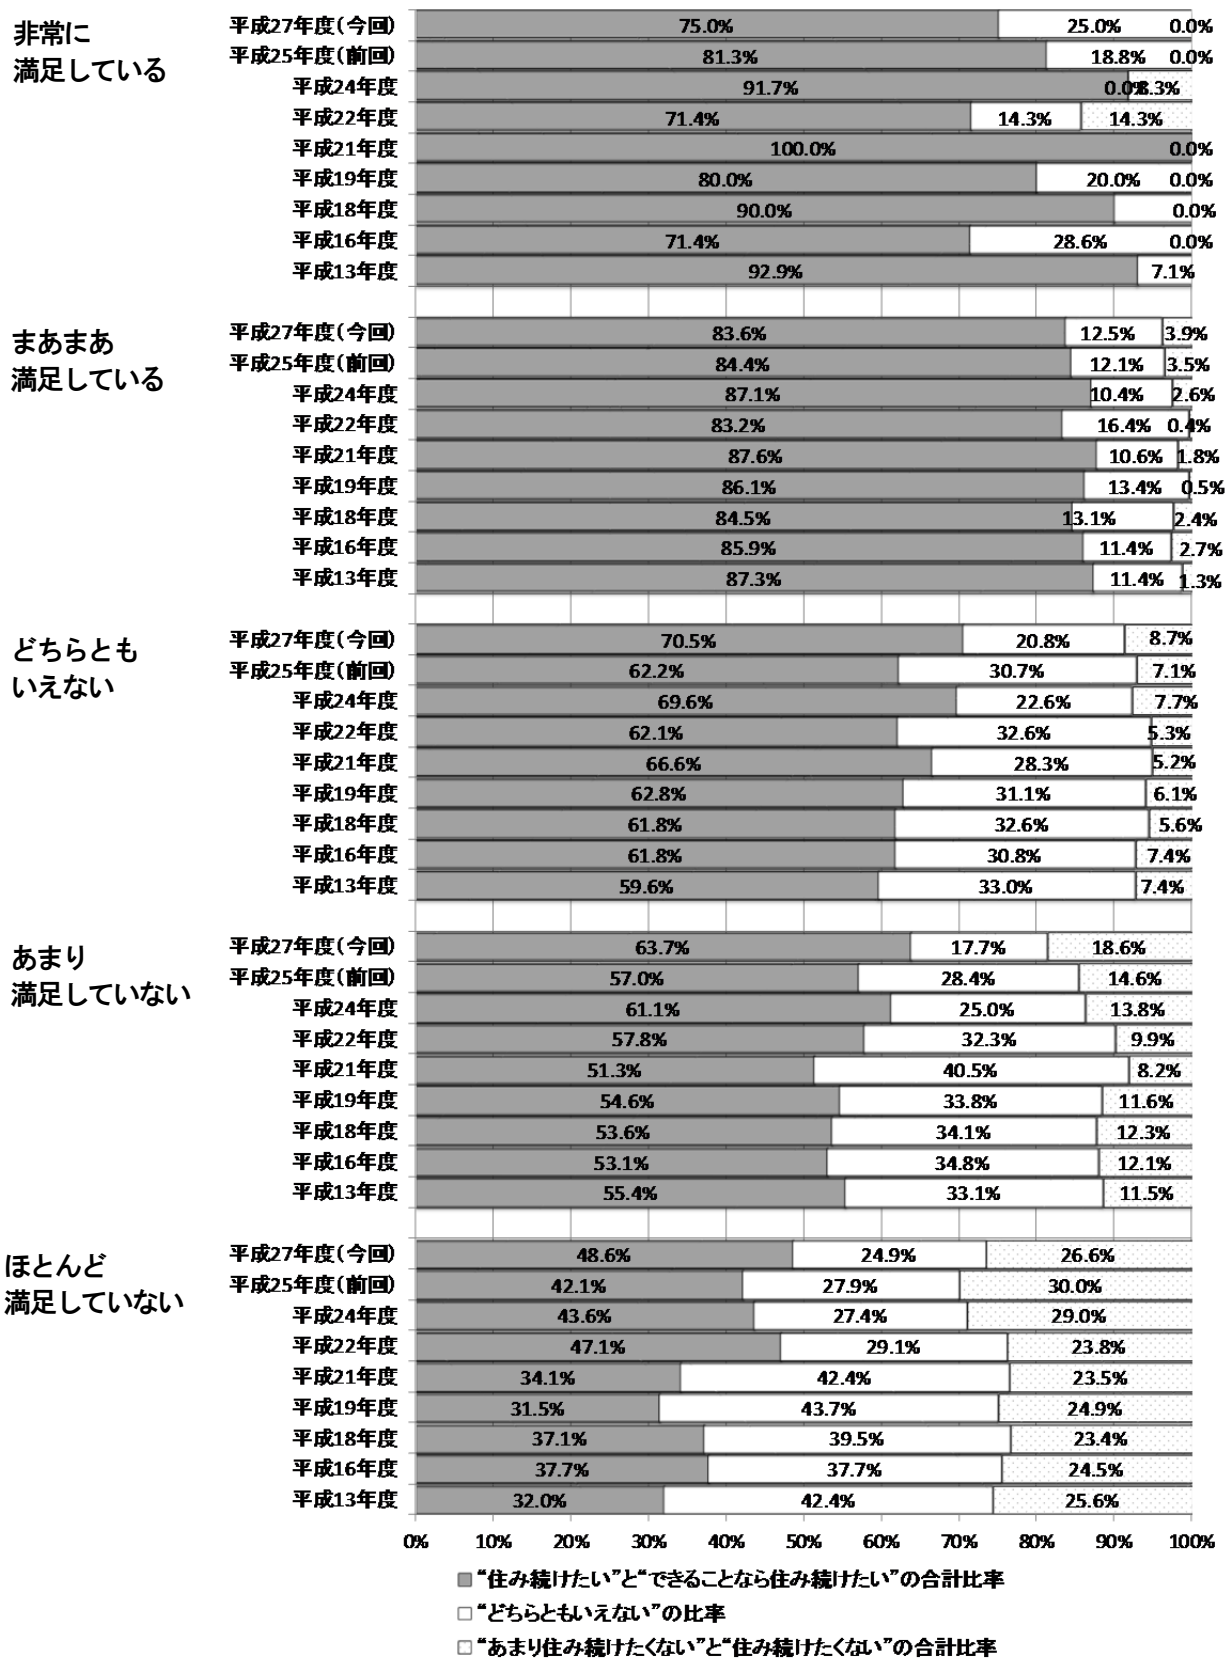 非常に
満足している
平成27年度(今回) 75.0% 25.0% 0.0%
平成25年度(前回) 81.3% 18.8% 0.0%
平成24年度 91.7% 0.0% 8.3%
平成22年度 71.4% 14.3% 14.3%
平成21年度 100.0% 0.0%
平成19年度 80.0% 20.0% 0.0%
平成18年度 90.0% 0.0%
平成16年度 71.4% 28.6% 0.0%
平成13年度 92.9% 7.1%
まあまあ
満足している
平成27年度(今回) 83.6% 12.5% 3.9%
平成25年度(前回) 84.4% 12.1% 3.5%
平成24年度 87.1% 10.4% 2.6%
平成22年度 83.2% 16.4% 0.4%
平成21年度 87.6% 10.6% 1.8%
平成19年度 86.1% 13.4% 0.5%
平成18年度 84.5% 13.1% 2.4%
平成16年度 85.9% 11.4% 2.7%
平成13年度 87.3% 11.4% 1.3%
どちらとも
いえない
平成27年度(今回) 70.5% 20.8% 8.7%
平成25年度(前回) 62.2% 30.7% 7.1%
平成24年度 69.6% 22.6% 7.7%
平成22年度 62.1% 32.6% 5.3%
平成21年度 66.6% 28.3% 5.2%
平成19年度 62.8% 31.1% 6.1%
平成18年度 61.8% 32.6% 5.6%
平成16年度 61.8% 30.8% 7.4%
平成13年度 59.6% 33.0% 7.4%
あまり
満足していない
平成27年度(今回) 63.7% 17.7% 18.6%
平成25年度(前回) 57.0% 28.4% 14.6%
平成24年度 61.1% 25.0% 13.8%
平成22年度 57.8% 32.3% 9.9%
平成21年度 51.3% 40.5% 8.2%
平成19年度 54.6% 33.8% 11.6%
平成18年度 53.6% 34.1% 12.3%
平成16年度 53.1% 34.8% 12.1%
平成13年度 55.4% 33.1% 11.5%
ほとんど
満足していない
平成27年度(今回) 48.6% 24.9% 26.6%
平成25年度(前回) 42.1% 27.9% 30.0%
平成24年度 43.6% 27.4% 29.0%
平成22年度 47.1% 29.1% 23.8%
平成21年度 34.1% 42.4% 23.5%
平成19年度 31.5% 43.7% 24.9%
平成18年度 37.1% 39.5% 23.4%
平成16年度 37.7% 37.7% 24.5%
平成13年度 32.0% 42.4% 25.6%
0% 10% 20% 30% 40% 50% 60% 70% 80% 90% 100%
“住み続けたい”と“できることなら住み続けたい”の合計比率
“どちらともいえない”の比率
“あまり住み続けたくない”と“住み続けたくない”の合計比率